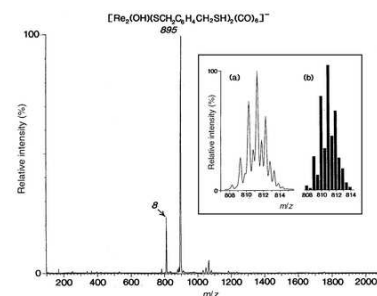 [Re₂(OH)(SCH₂C₆H₄CH₂SH)₂(CO)₆]⁻
895
100
Relative intensity (%)
0
8
200 400 600 800 1000 1200 1400 1600 1800 2000
m/z
(a)
(b)
100
Relative intensity (%)
0
808 810 812 814
808 810 812 814
m/z